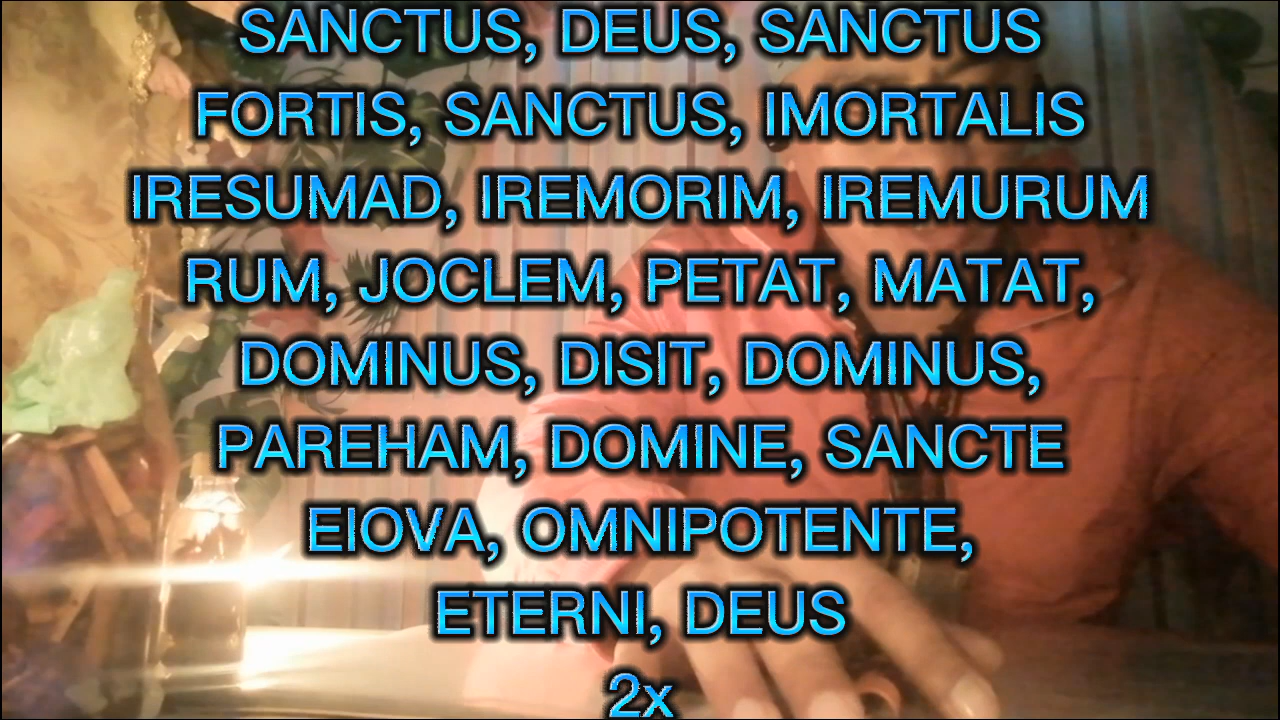 SANCTUS, DEUS, SANCTUS
FORTIS, SANCTUS, IMORTALIS
IRESUMAD, IREMORIM, IREMURUM
RUM, JOCLEM, PETAT, MATAT,
DOMINUS, DISIT, DOMINUS,
PAREHAM, DOMINE, SANCTE
EIOVA, OMNIPOTENTE,
ETERNI, DEUS
2x